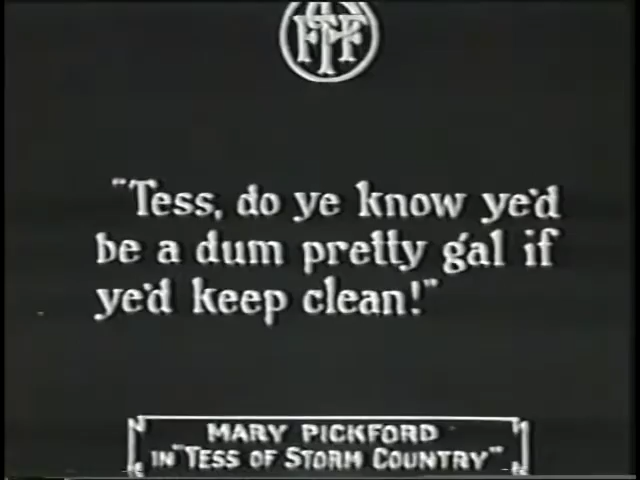 "Tess, do ye know ye'd
be a dum pretty gal if
ye'd keep clean!"
MARY PICKFORD
IN "TESS OF STORM COUNTRY"